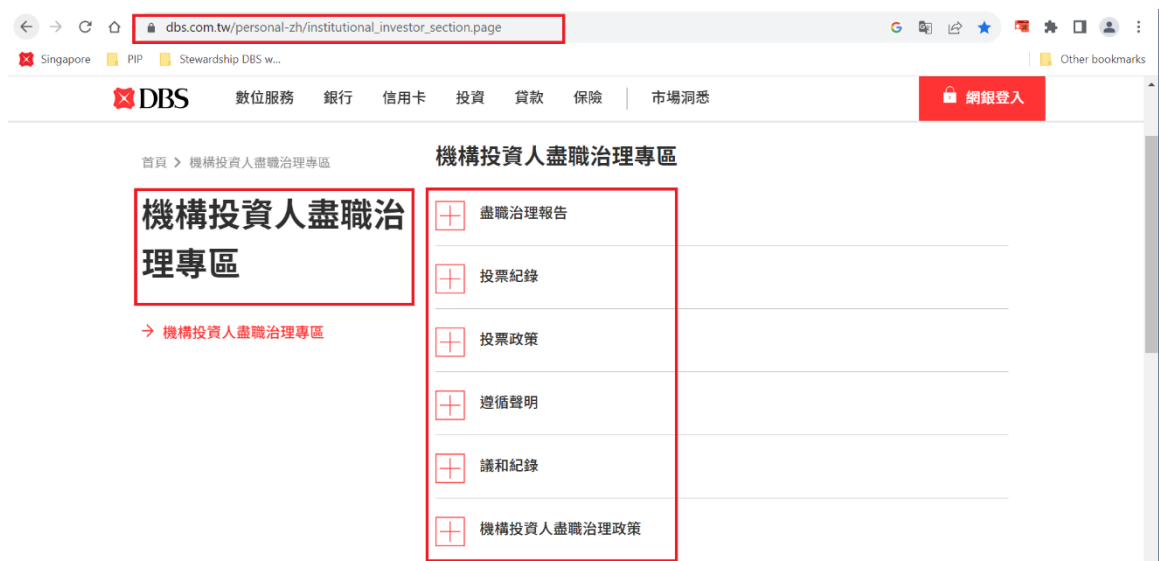 dbs.com.tw/personal-zh/institutional_investor_section.page
Singapore PIP Stewardship DBS w... Other bookmarks
DBS 數位服務 銀行 信用卡 投資 貸款 保險 市場洞悉 網銀登入
首頁 > 機構投資人盡職治理專區
機構投資人盡職治
理專區
→ 機構投資人盡職治理專區
機構投資人盡職治理專區
盡職治理報告
投票紀錄
投票政策
遵循聲明
議和紀錄
機構投資人盡職治理政策